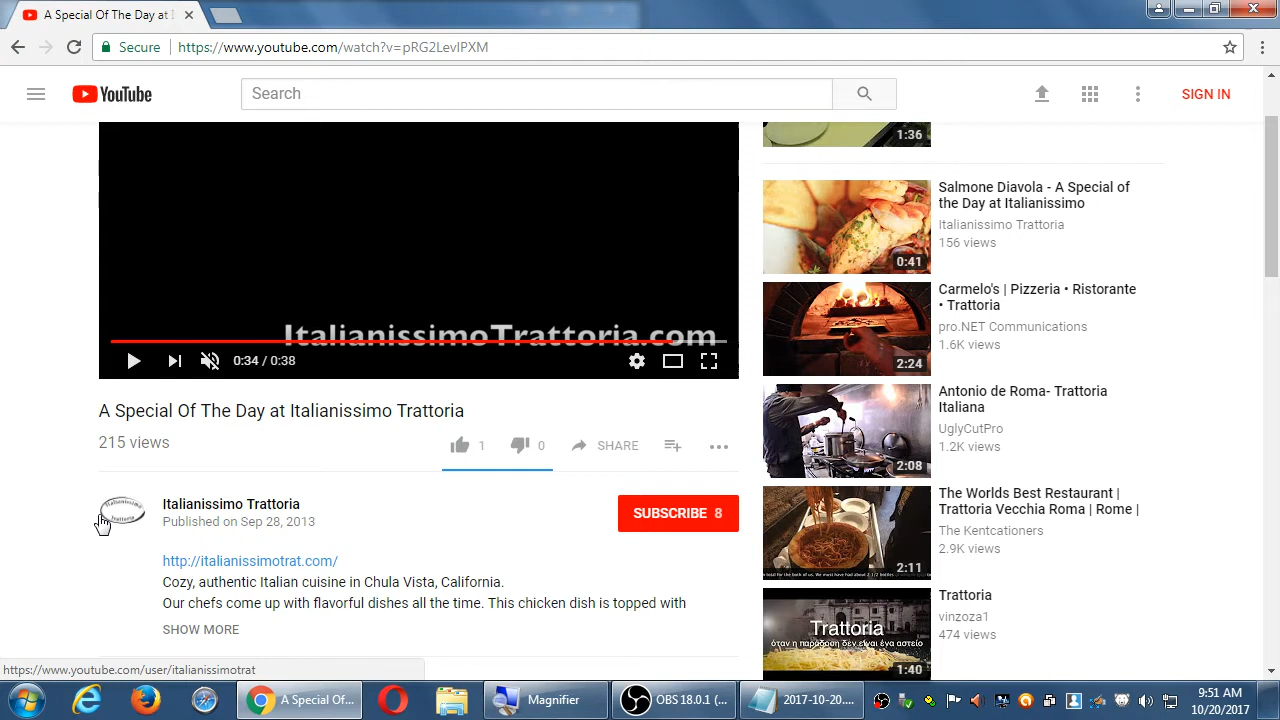 A Special Of The Day at I
Secure
https://www.youtube.com/watch?v=pRG2LevIPXM
YouTube
Search
SIGN IN
ItalianissimoTrattoria.com
0:34 / 0:38
A Special Of The Day at Italianissimo Trattoria
215 views
1
0
SHARE
Italianissimo Trattoria
Published on Sep 28, 2013
SUBSCRIBE 8
http://italianissimotrat.com/
Cozy, authentic Italian cuisine in Chula Vista, California.
Our chefs come up with flavorful dishes all the time. This chicken dish is topped with
SHOW MORE
1:36
Salmone Diavola - A Special of
the Day at Italianissimo
Italianissimo Trattoria
156 views
0:41
Carmelo's | Pizzeria • Ristorante
• Trattoria
pro.NET Communications
1.6K views
2:24
Antonio de Roma- Trattoria
Italiana
UglyCutPro
1.2K views
2:08
The Worlds Best Restaurant |
Trattoria Vecchia Roma | Rome |
The Kentcationers
2.9K views
2:11
Trattoria
vinzoza1
474 views
Trattoria
όταν η παράδοση δεν είναι ένα αστείο
1:40
https://www.youtube.com/user/italianissimotrat
A Special Of...
Magnifier
OBS 18.0.1 (...
2017-10-20....
9:51 AM
10/20/2017